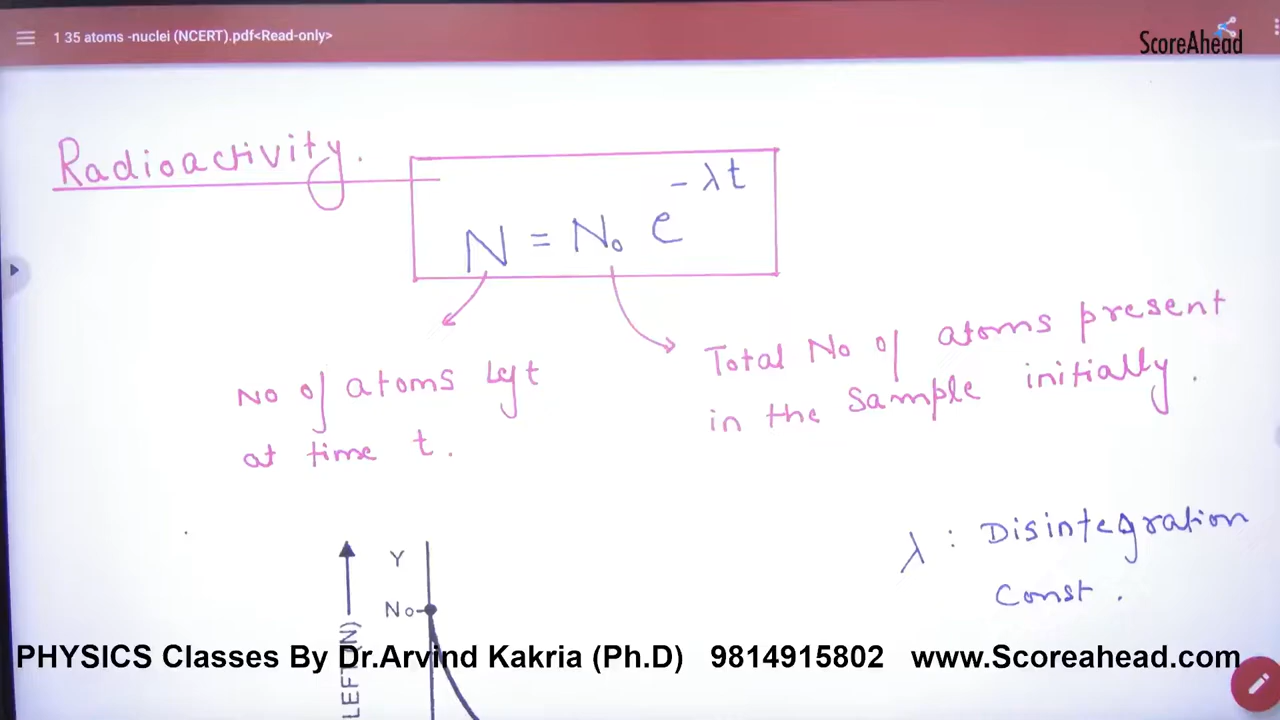 1 35 atoms -nuclei (NCERT).pdf<Read-only>
ScoreAhead
Radioactivity.
N = N₀ e^(-λt)
No of atoms left
at time t.
Total No of atoms present
in the sample initially.
λ : Disintegration
Const.
Y
No
LEFT (N)
PHYSICS Classes By Dr.Arvind Kakria (Ph.D) 9814915802 www.Scoreahead.com